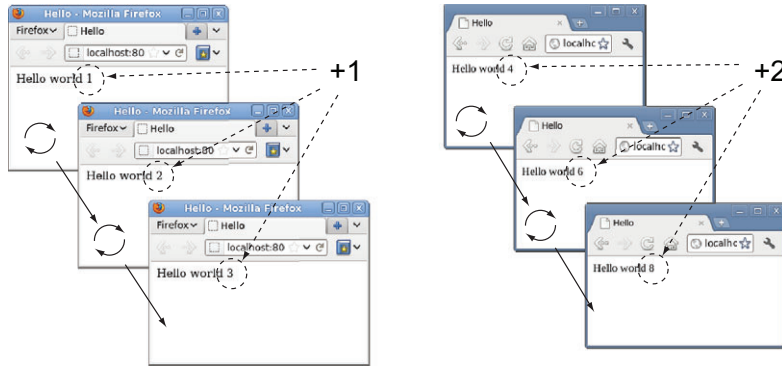 Hello - Mozilla Firefox
Firefox Hello
localhost:80
Hello world 1
+1
Hello - Mozilla Firefox
Firefox Hello
localhost:80
Hello world 2
Hello - Mozilla Firefox
Firefox Hello
localhost:80
Hello world 3
Hello
localhc
Hello world 4
+2
Hello
localhc
Hello world 6
Hello
localhc
Hello world 8